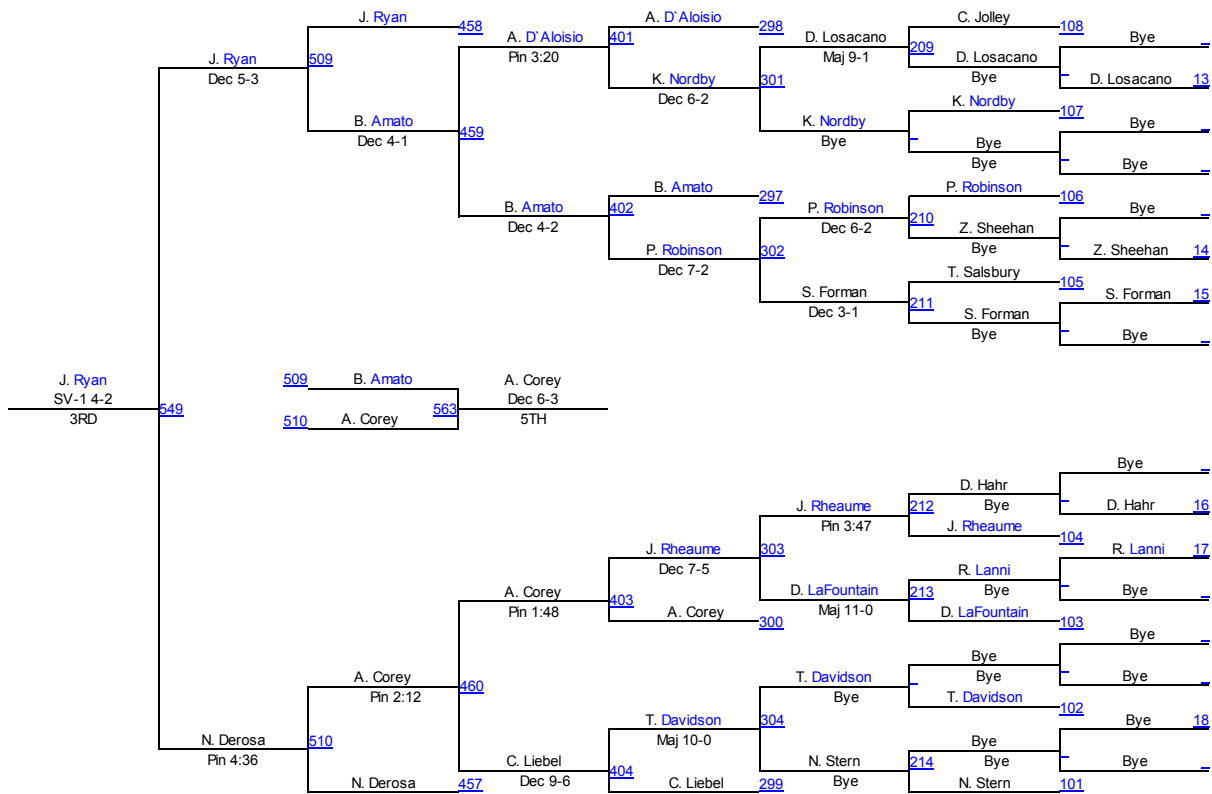 J. Ryan 458
A. D`Aloisio 298
C. Jolley 108
A. D`Aloisio 401
D. Losacano
Bye _
J. Ryan 509
Pin 3:20
Maj 9-1
209
D. Losacano
Dec 5-3
K. Nordby 301
Bye _
D. Losacano 13
Dec 6-2
K. Nordby 107
B. Amato 459
K. Nordby _
Bye _
Dec 4-1
Bye
Bye _
Bye
Bye _
B. Amato 297
P. Robinson 106
B. Amato 402
P. Robinson 210
Bye _
Dec 4-2
Dec 6-2
Z. Sheehan _
P. Robinson 302
Bye
Z. Sheehan 14
Dec 7-2
T. Salsbury 105
S. Forman 211
S. Forman 15
Dec 3-1
S. Forman _
Bye
Bye _
J. Ryan
509 B. Amato
A. Corey
SV-1 4-2
Dec 6-3
549
563
3RD
510 A. Corey
5TH
Bye _
D. Hahr _
J. Rheaume 212
Bye
D. Hahr 16
Pin 3:47
J. Rheaume 104
J. Rheaume 303
R. Lanni 17
Dec 7-5
R. Lanni _
A. Corey 403
D. LaFountain 213
Bye
Bye _
Pin 1:48
A. Corey 300
Maj 11-0
D. LaFountain 103
Bye _
Bye _
A. Corey 460
T. Davidson _
Bye
Bye _
Pin 2:12
Bye
T. Davidson 102
T. Davidson 304
Bye 18
N. Derosa 510
Maj 10-0
Bye _
Pin 4:36
C. Liebel 404
N. Stern 214
Bye
Bye _
N. Derosa 457
Dec 9-6
C. Liebel 299
Bye
N. Stern 101